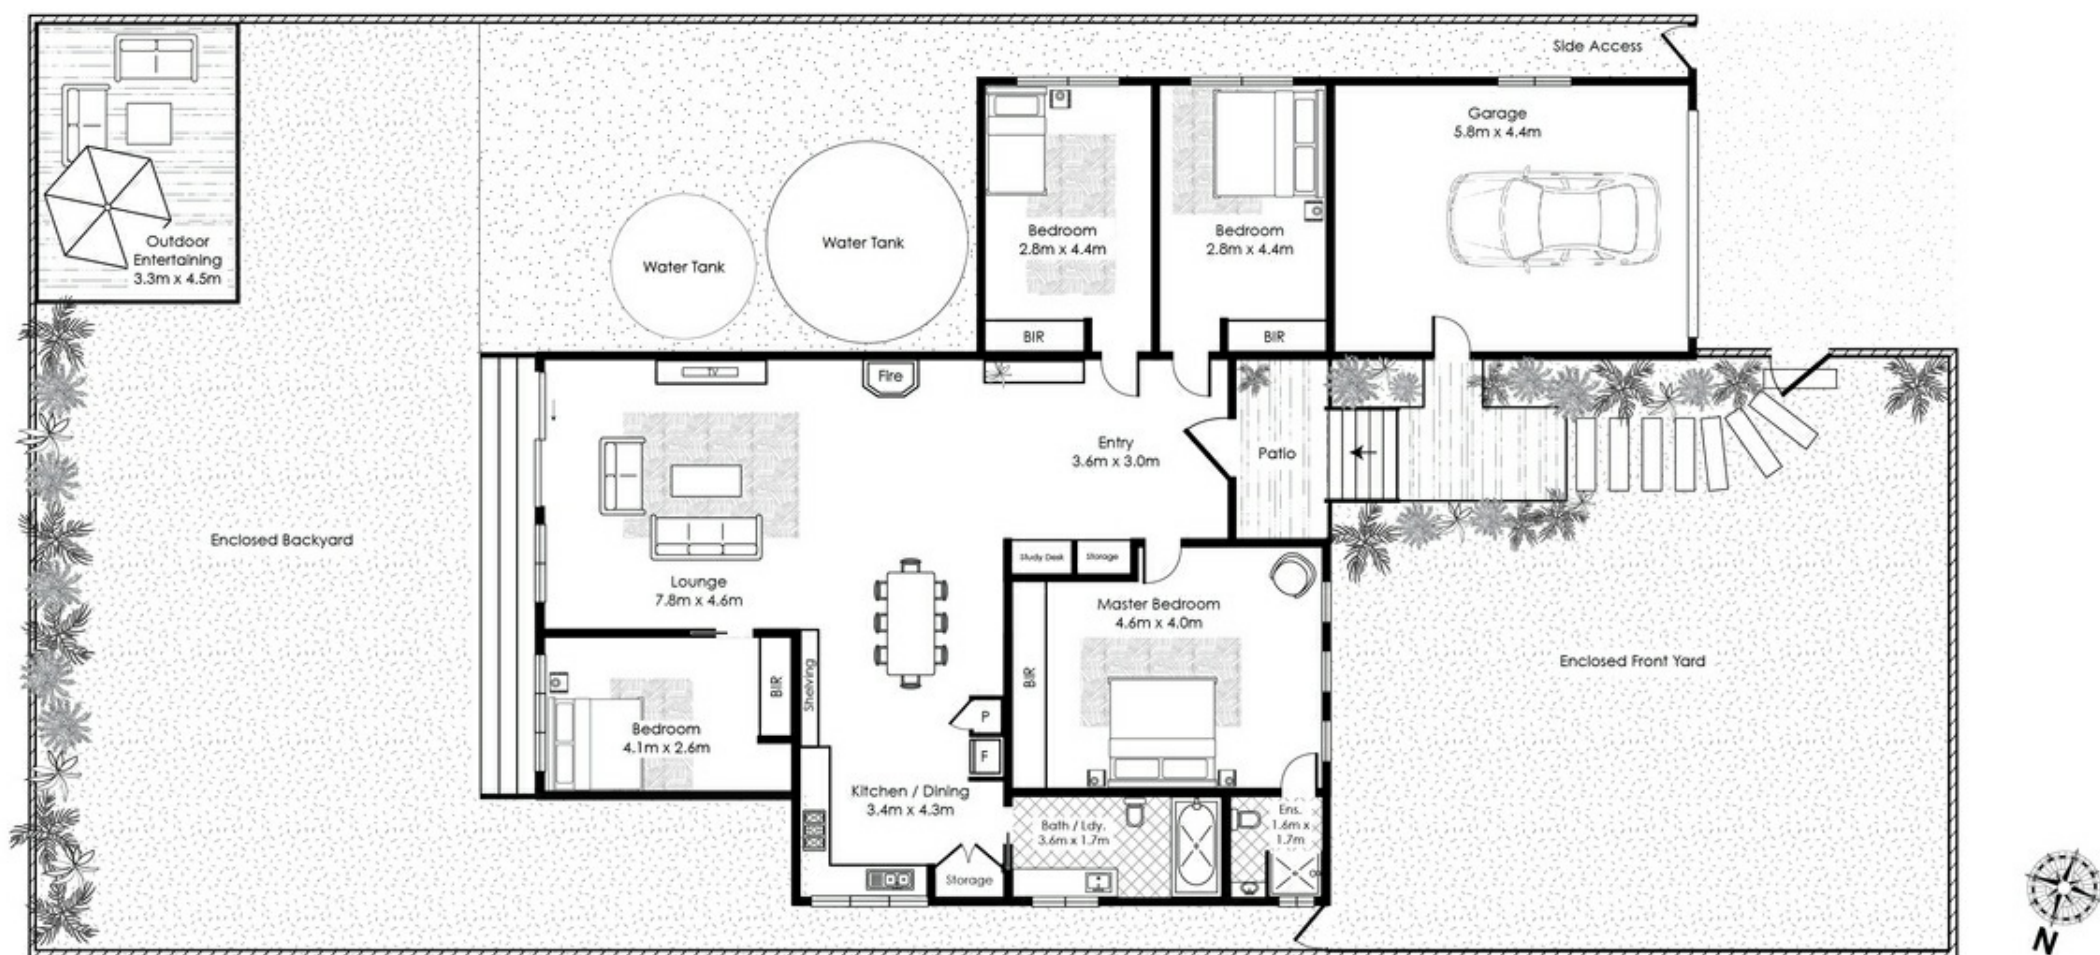 Side Access
Garage
5.8m x 4.4m
Outdoor
Entertaining
3.3m x 4.5m
Water Tank
Water Tank
Bedroom
2.8m x 4.4m
Bedroom
2.8m x 4.4m
BIR
BIR
TV
Fire
Entry
3.6m x 3.0m
Patio
Enclosed Backyard
Study Desk
Storage
Lounge
7.8m x 4.6m
Master Bedroom
4.6m x 4.0m
Enclosed Front Yard
Shelving
BIR
BIR
Bedroom
4.1m x 2.6m
P
F
Kitchen / Dining
3.4m x 4.3m
Bath / Ldy.
3.6m x 1.7m
Ens.
1.6m x
1.7m
Storage
N